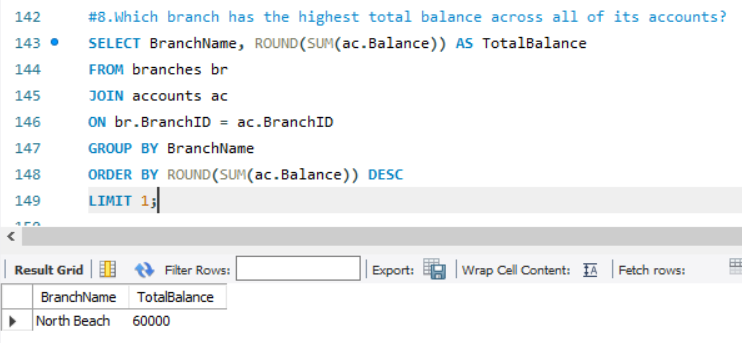 142 #8.Which branch has the highest total balance across all of its accounts?
143 SELECT BranchName, ROUND(SUM(ac.Balance)) AS TotalBalance
144 FROM branches br
145 JOIN accounts ac
146 ON br.BranchID = ac.BranchID
147 GROUP BY BranchName
148 ORDER BY ROUND(SUM(ac.Balance)) DESC
149 LIMIT 1;
Result Grid Filter Rows: Export: Wrap Cell Content: IA Fetch rows:
BranchName TotalBalance
North Beach 60000